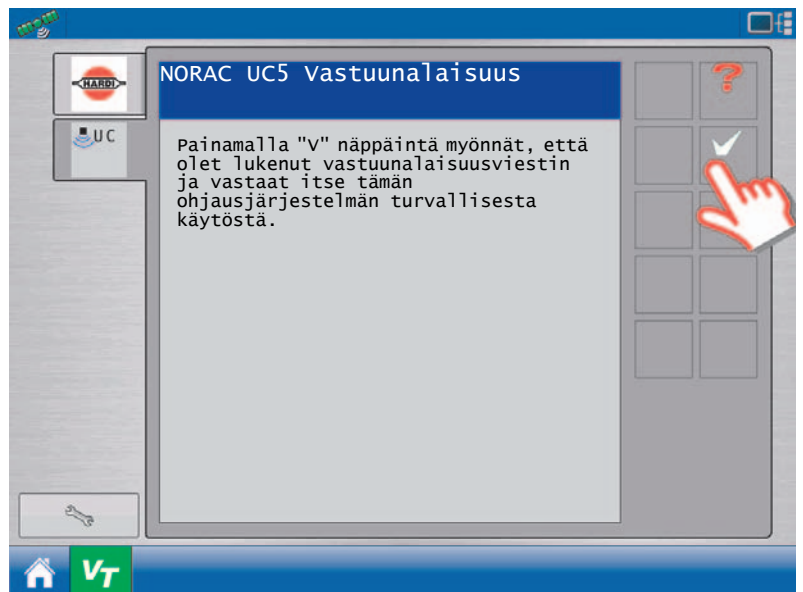 NORAC UC5 Vastuunalaisuus
HARDI
UC
Painamalla "V" näppäintä myönnät, että
olet lukenut vastuunalaisuusviestin
ja vastaat itse tämän
ohjausjärjestelmän turvallisesta
käytöstä.
?
VT